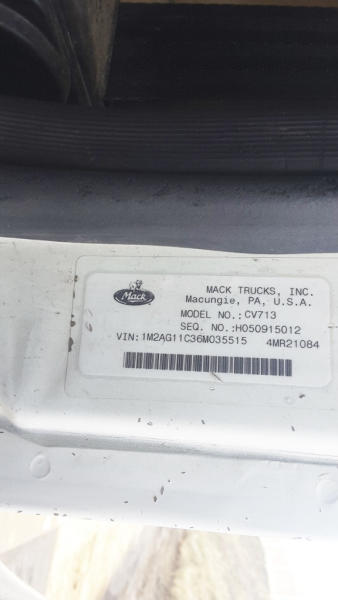 Mack
MACK TRUCKS, INC.
Macungie, PA, U.S.A.
MODEL NO.:CV713
SEQ. NO.:H050915012
VIN:1M2AG11C36M035515 4MR21084